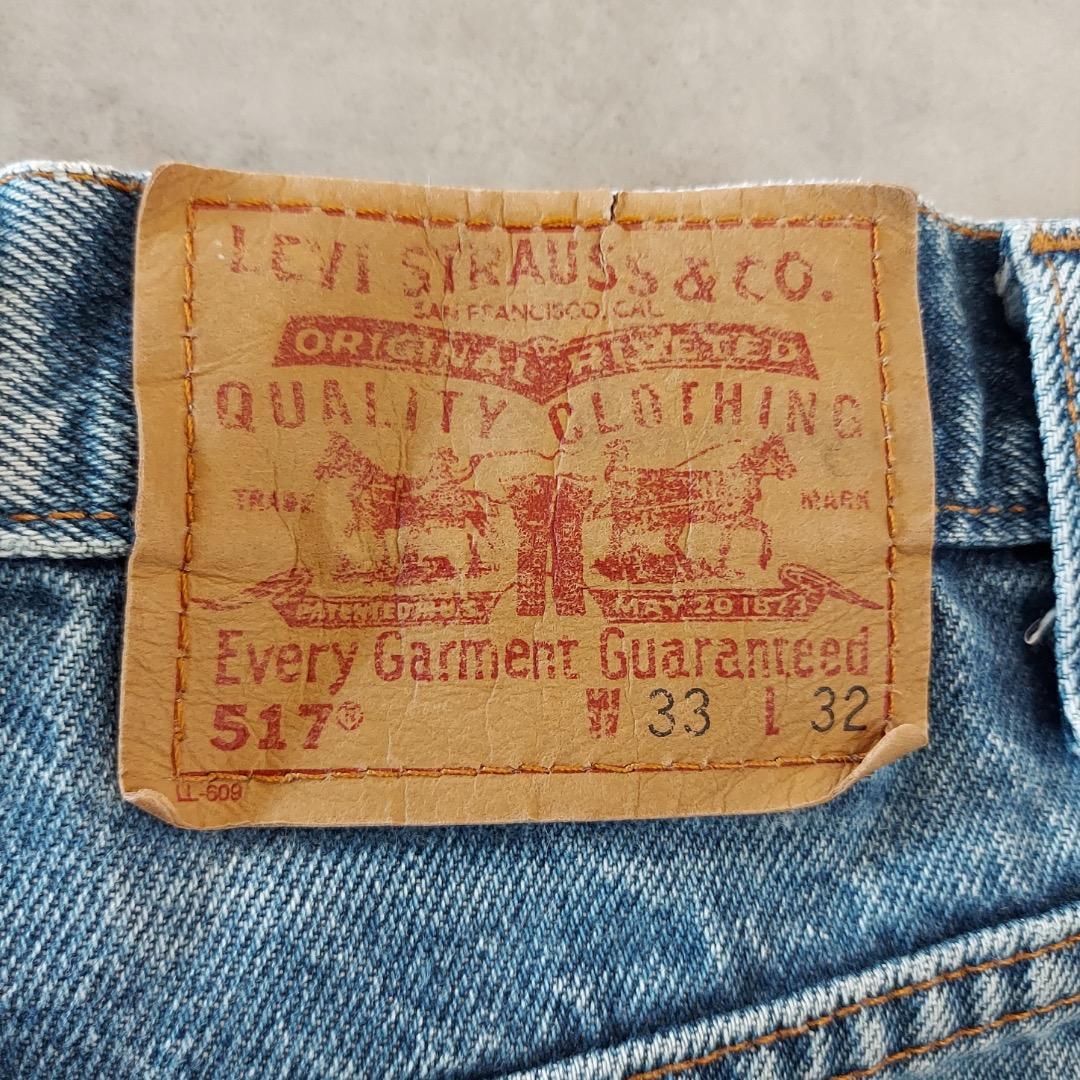 LEVI STRAUSS & CO.
SAN FRANCISCO, CAL
ORIGINAL RIVETED
QUALITY CLOTHING
TRADE MARK
PATENTED IN U.S. MAY 20 1873
Every Garment Guaranteed
517® W 33 L 32
LL-609